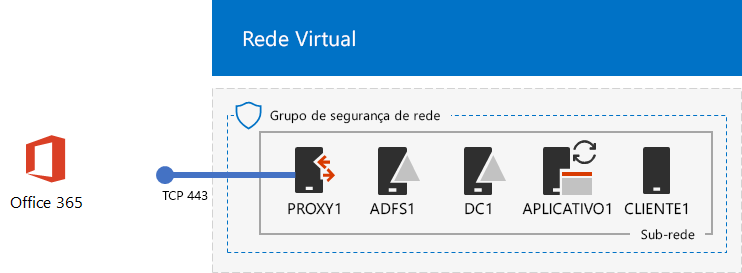 Rede Virtual
Grupo de segurança de rede
Office 365
TCP 443
PROXY1
ADFS1
DC1
APLICATIVO1
CLIENTE1
Sub-rede